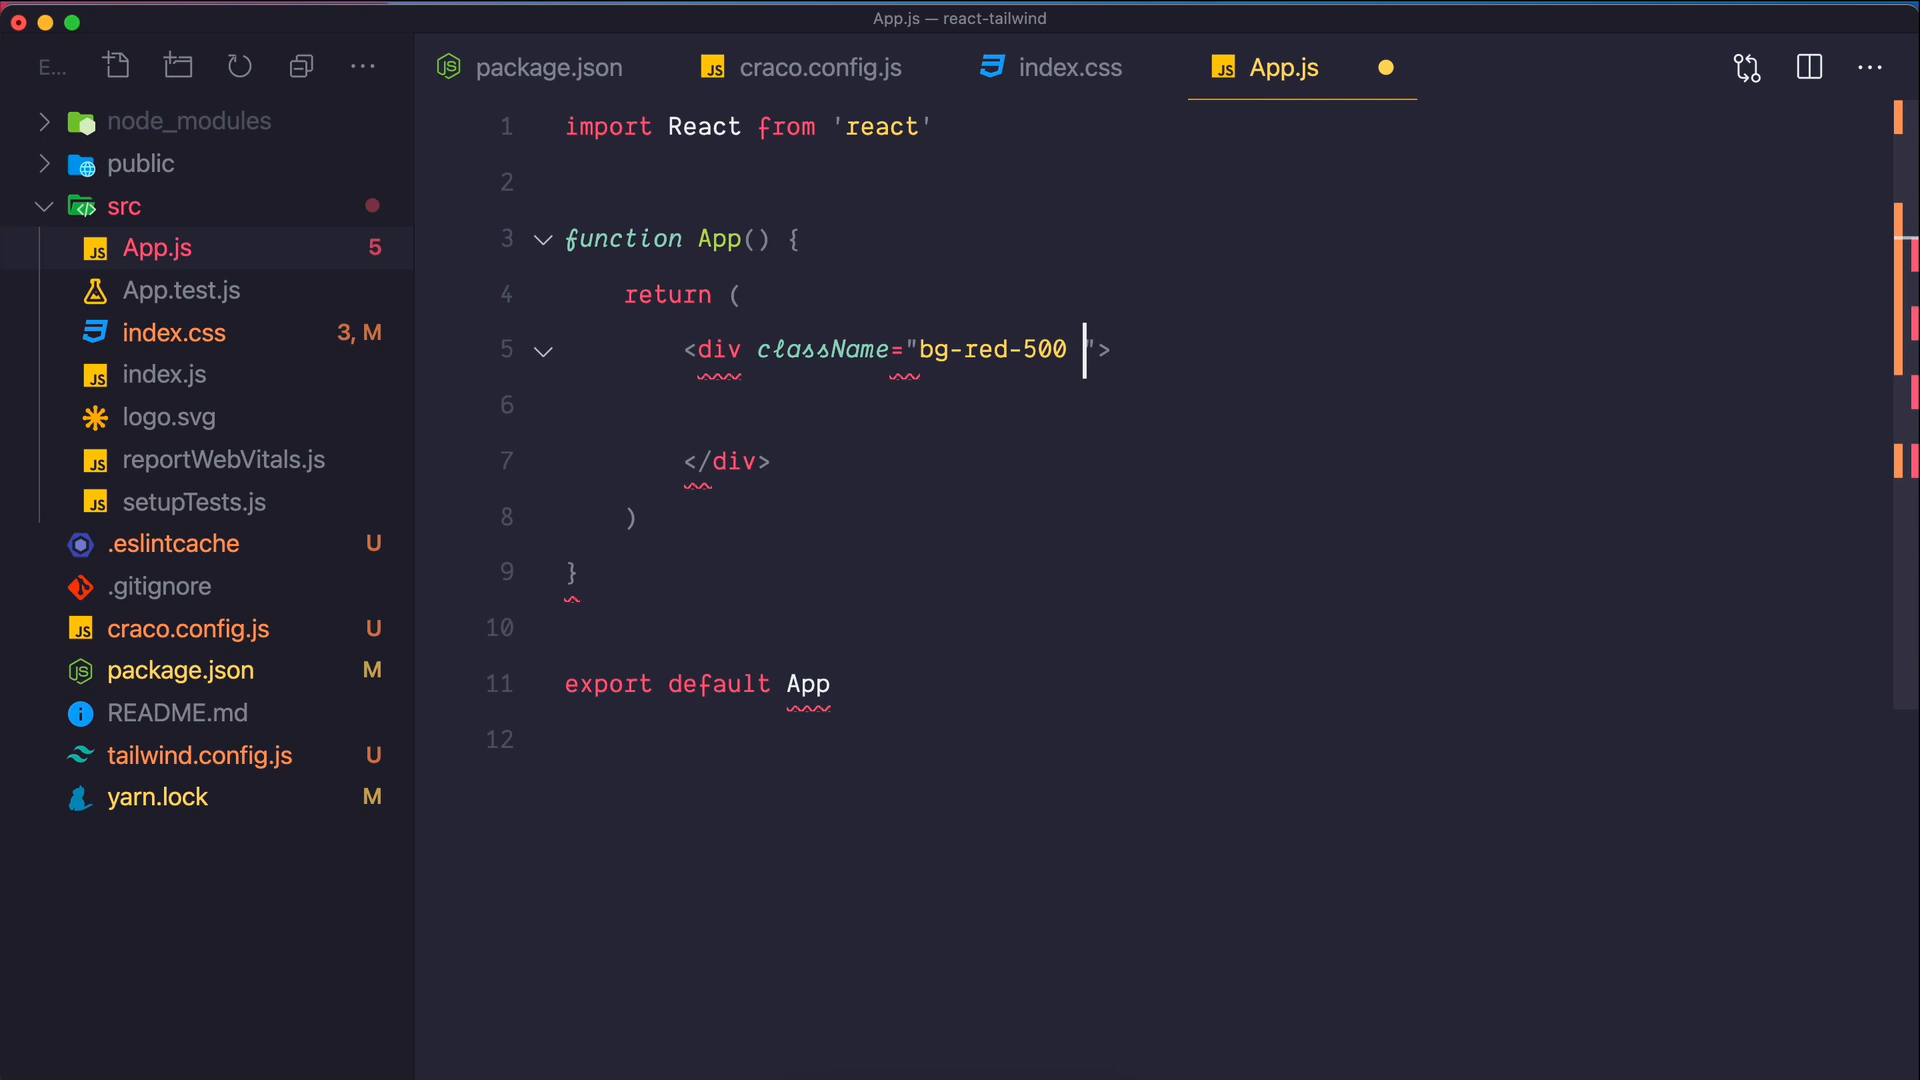 App.js — react-tailwind
E...
package.json
craco.config.js
index.css
App.js
node_modules
public
src
App.js 5
App.test.js
index.css 3, M
index.js
logo.svg
reportWebVitals.js
setupTests.js
.eslintcache U
.gitignore
craco.config.js U
package.json M
README.md
tailwind.config.js U
yarn.lock M
1 import React from 'react'
2
3 function App() {
4 return (
5 <div className="bg-red-500 ">
6
7 </div>
8 )
9 }
10
11 export default App
12